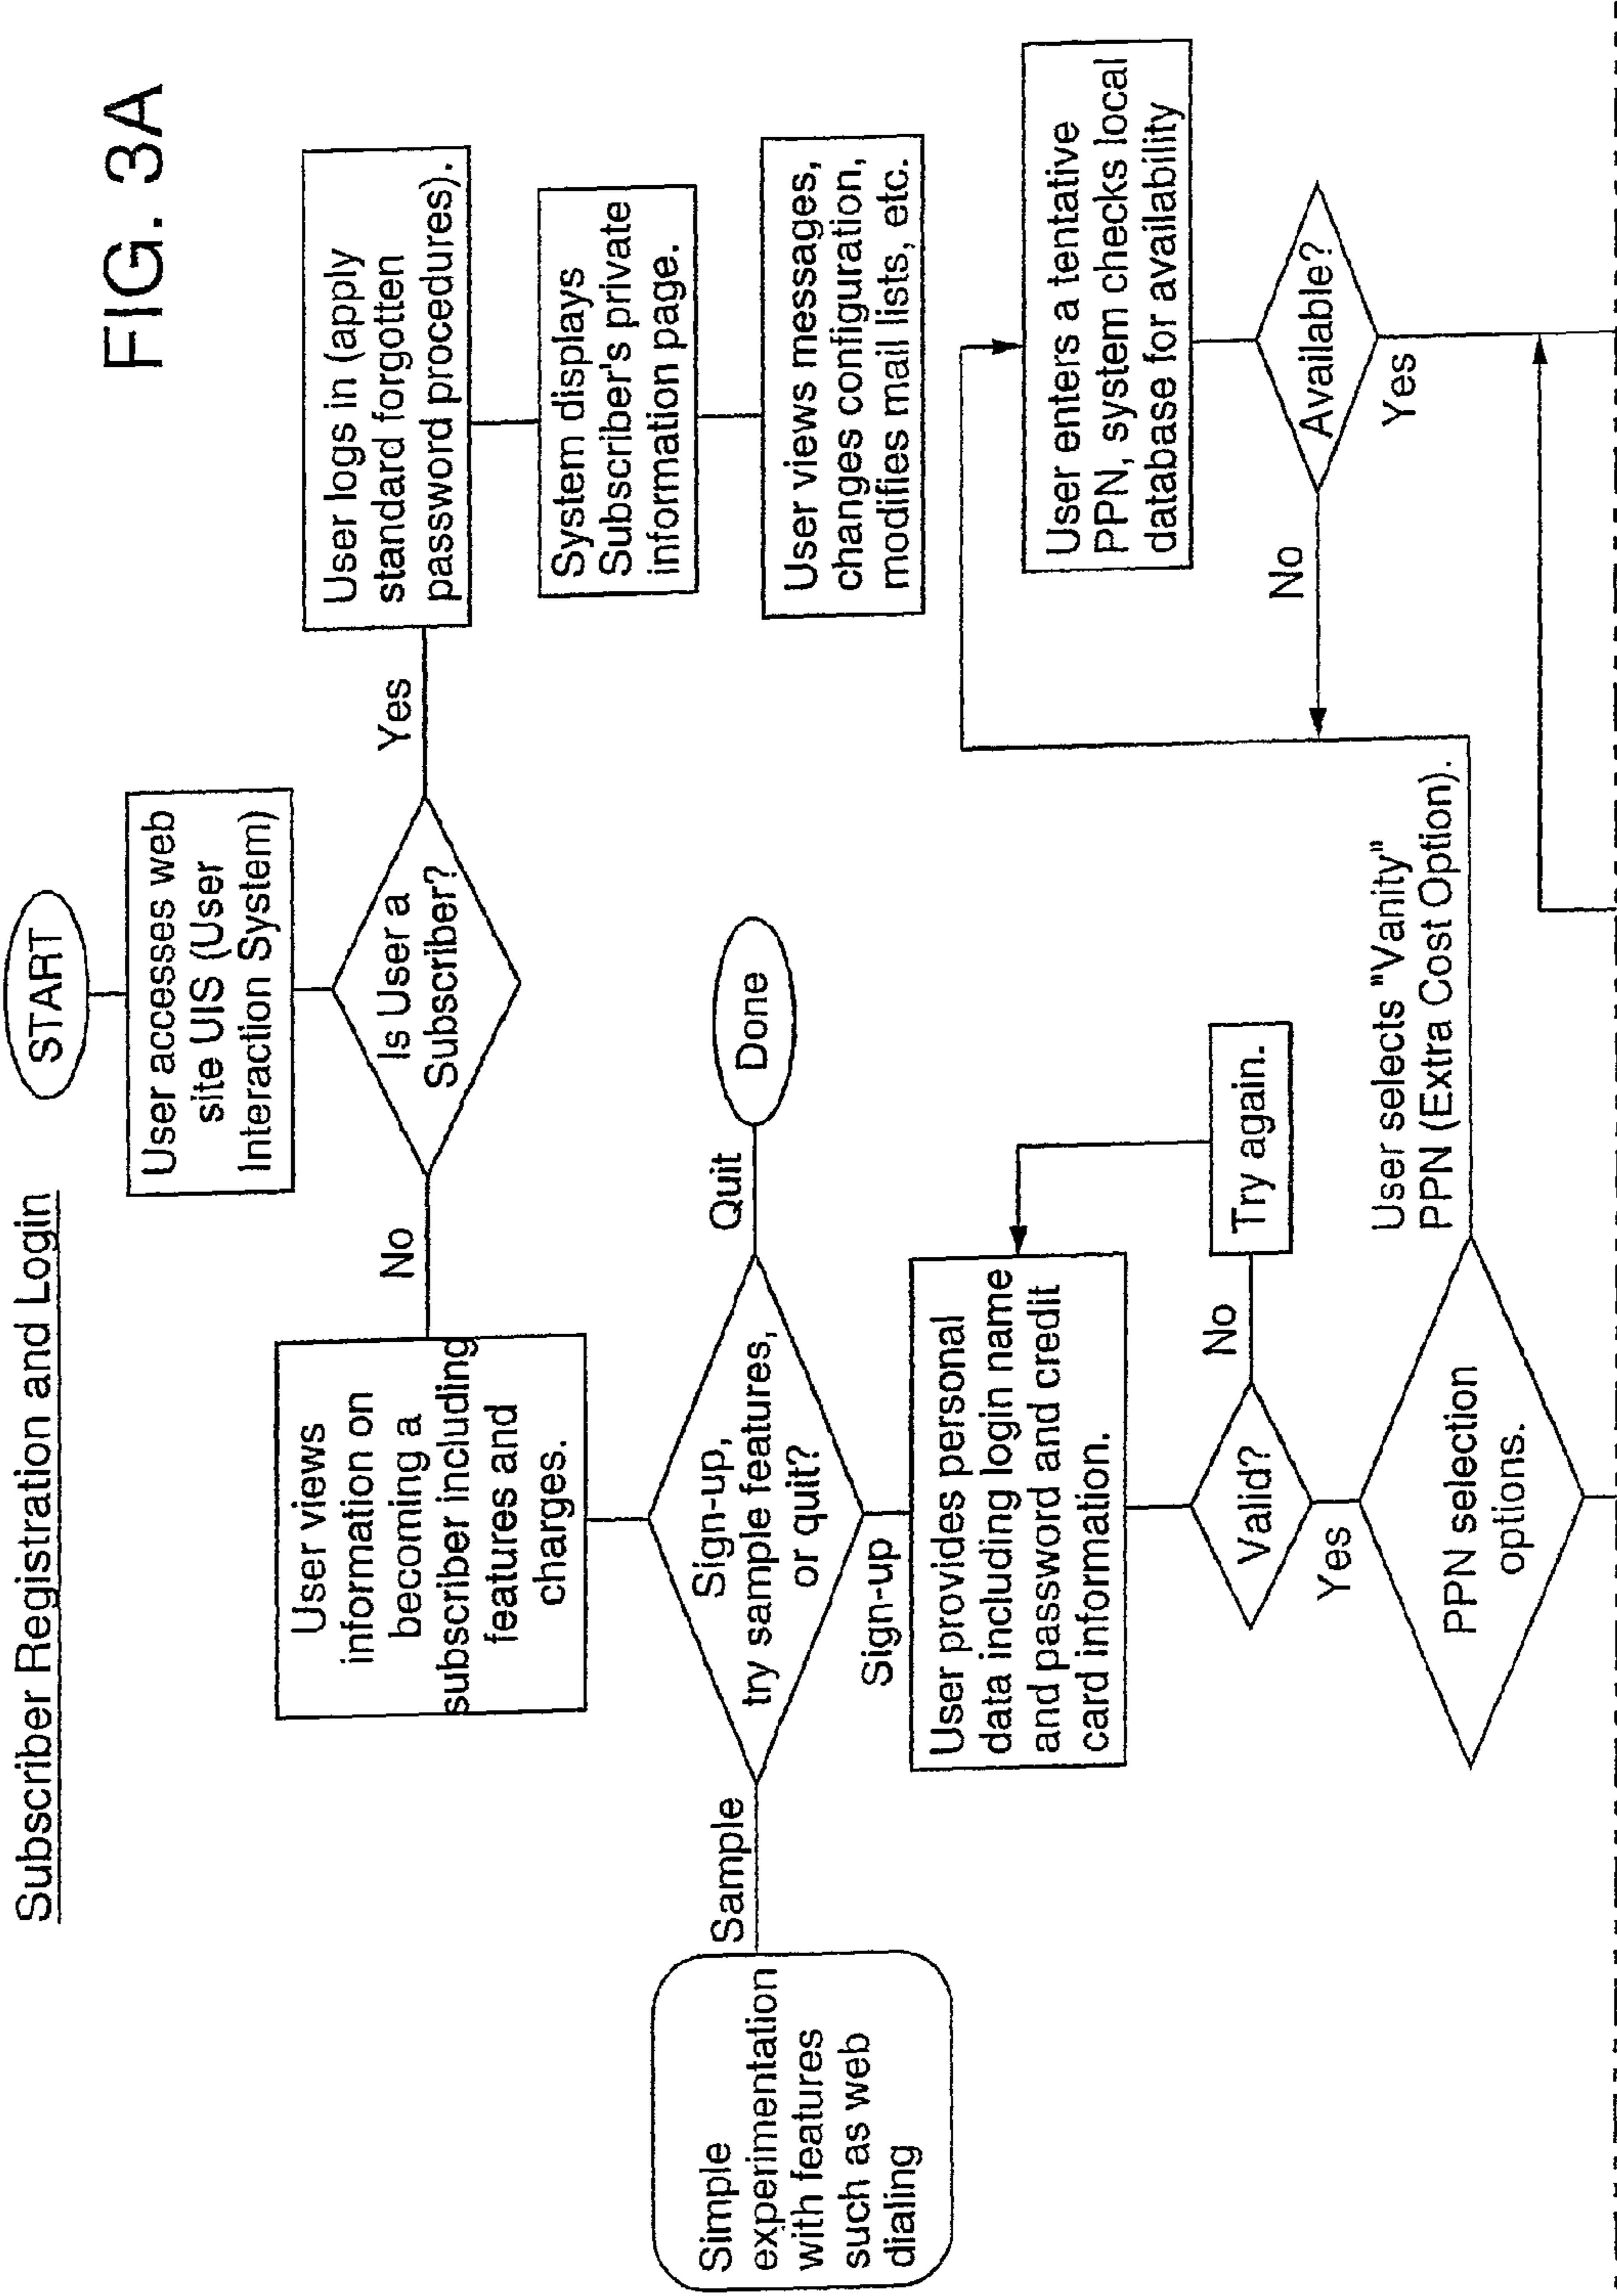 Subscriber Registration and Login
FIG. 3A
START
User accesses web
site UIS (User
Interaction System)
Is User a
Subscriber?
No
Yes
User views
information on
becoming a
subscriber including
features and
charges.
User logs in (apply
standard forgotten
password procedures).
System displays
Subscriber's private
information page.
User views messages,
changes configuration,
modifies mail lists, etc.
Sign-up,
try sample features,
or quit?
Sample
Quit
Done
Simple
experimentation
with features
such as web
dialing
Sign-up
User provides personal
data including login name
and password and credit
card information.
Valid?
No
Try again.
Yes
PPN selection
options.
User selects "Vanity"
PPN (Extra Cost Option).
User enters a tentative
PPN, system checks local
database for availability
Available?
No
Yes